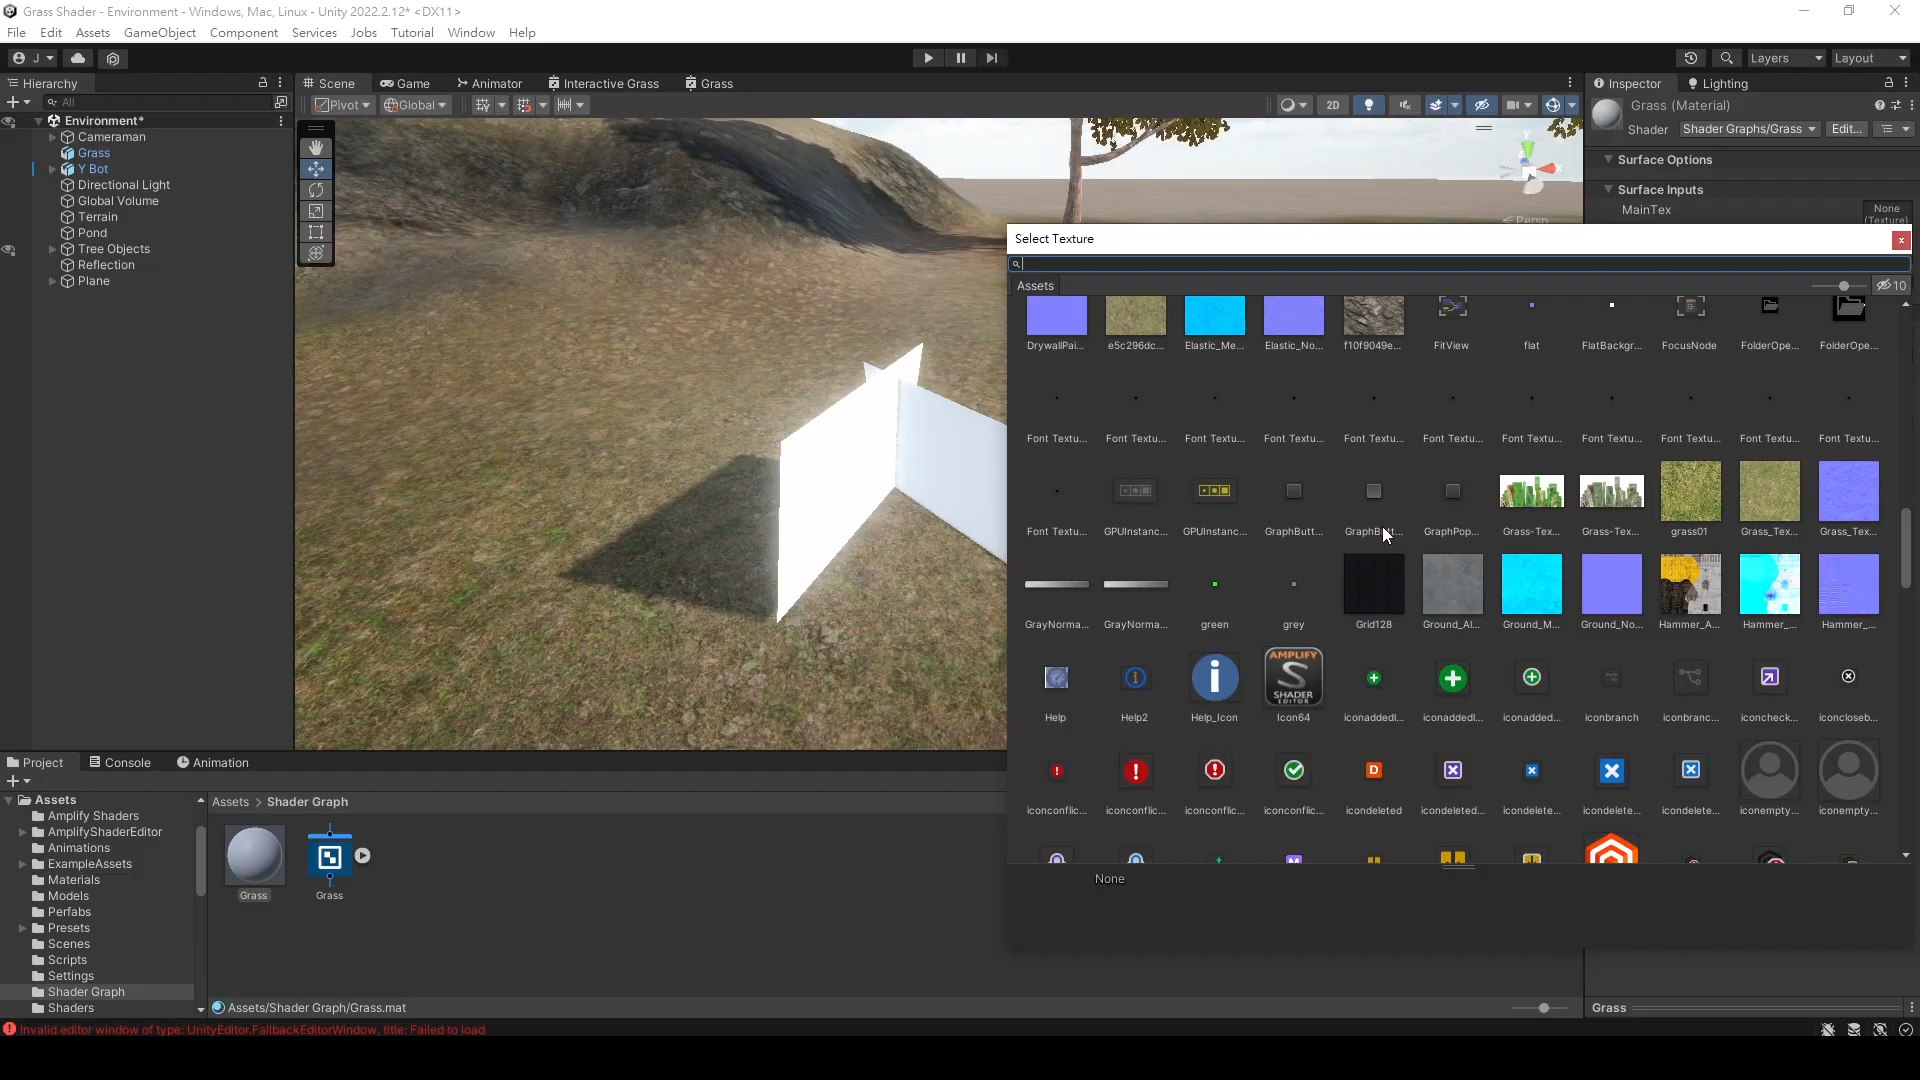 Grass Shader - Environment - Windows, Mac, Linux - Unity 2022.2.12* <DX11>
File Edit Assets GameObject Component Services Jobs Tutorial Window Help
J Layers Layout
Hierarchy
All
Environment*
Cameraman
Grass
Y Bot
Directional Light
Global Volume
Terrain
Pond
Tree Objects
Reflection
Plane
Scene Game Animator Interactive Grass Grass
Pivot Global 2D
Persp
Inspector Lighting
Grass (Material)
Shader Shader Graphs/Grass Edit...
Surface Options
Surface Inputs
MainTex
None
(Texture)
Select Texture
Assets 10
DrywallPai... e5c296dc... Elastic_Me... Elastic_No... f10f9049e... FitView flat FlatBackgr... FocusNode FolderOpe... FolderOpe...
Font Textu... Font Textu... Font Textu... Font Textu... Font Textu... Font Textu... Font Textu... Font Textu... Font Textu... Font Textu... Font Textu...
Font Textu... GPUInstanc... GPUInstanc... GraphButt... GraphButt... GraphPop... Grass-Tex... Grass-Tex... grass01 Grass_Tex... Grass_Tex...
GrayNorma... GrayNorma... green grey Grid128 Ground_Al... Ground_M... Ground_No... Hammer_A... Hammer_... Hammer_...
AMPLIFY
SHADER
EDITOR
Help Help2 Help_Icon Icon64 iconaddedl... iconaddedl... iconadded... iconbranch iconbranc... iconcheck... iconcloseb...
iconconflic... iconconflic... iconconflic... iconconflic... icondeleted icondeleted... icondelete... icondelete... icondelete... iconempty... iconempty...
None
Project Console Animation
Assets
Amplify Shaders
AmplifyShaderEditor
Animations
ExampleAssets
Materials
Models
Perfabs
Presets
Scenes
Scripts
Settings
Shader Graph
Shaders
Assets > Shader Graph
Grass Grass
Assets/Shader Graph/Grass.mat
Grass
Invalid editor window of type: UnityEditor.FallbackEditorWindow, title: Failed to load